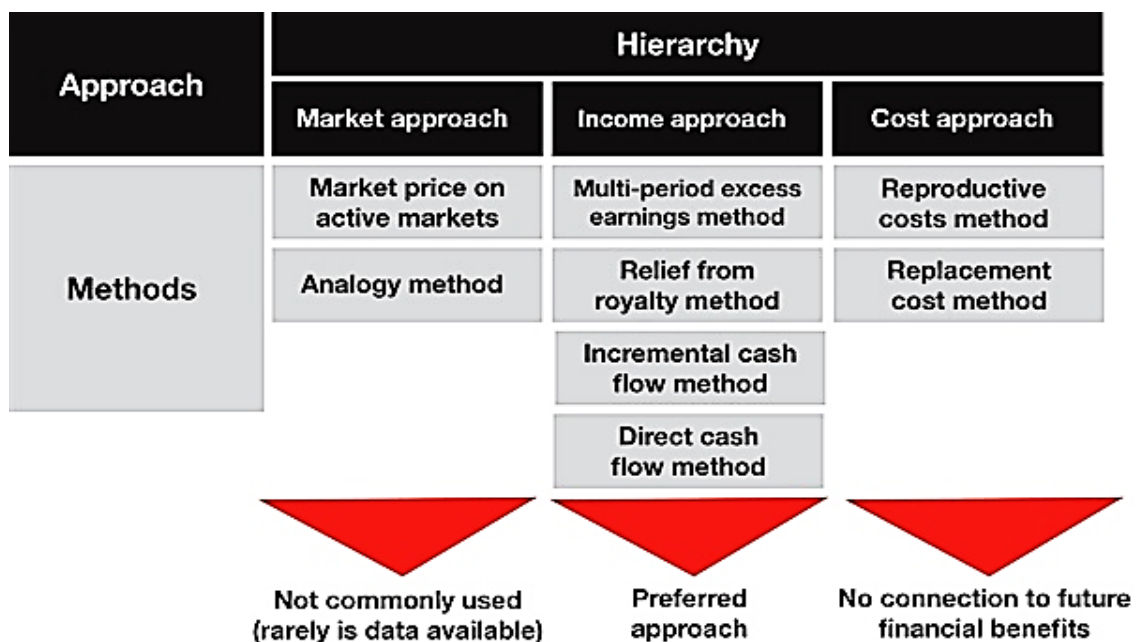 Approach
Hierarchy
Market approach
Income approach
Cost approach
Methods
Market price on
active markets
Multi-period excess
earnings method
Reproductive
costs method
Analogy method
Relief from
royalty method
Replacement
cost method
Incremental cash
flow method
Direct cash
flow method
Not commonly used
(rarely is data available)
Preferred
approach
No connection to future
financial benefits